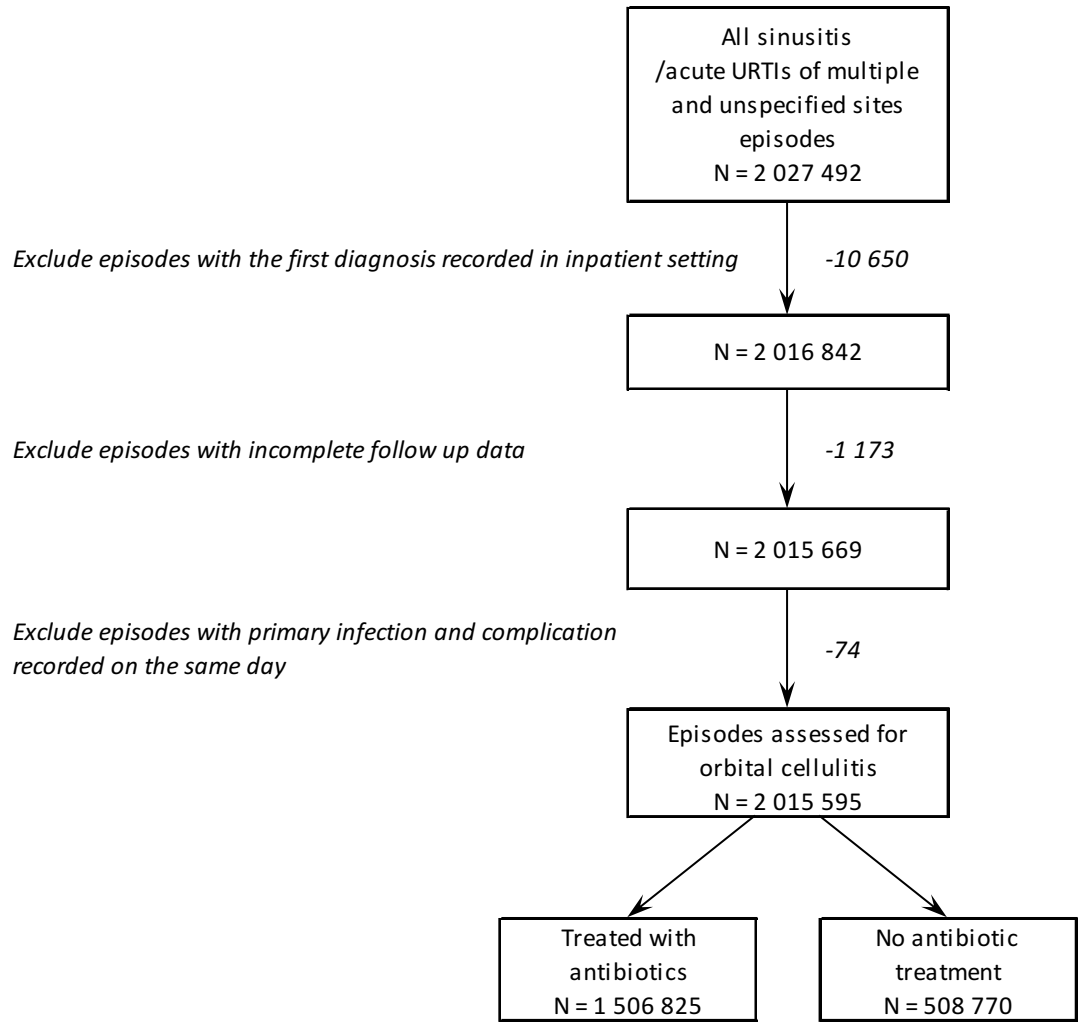 All sinusitis
/acute URTIs of multiple
and unspecified sites
episodes
N = 2 027 492
Exclude episodes with the first diagnosis recorded in inpatient setting
-10 650
N = 2 016 842
Exclude episodes with incomplete follow up data
-1 173
N = 2 015 669
Exclude episodes with primary infection and complication
recorded on the same day
-74
Episodes assessed for
orbital cellulitis
N = 2 015 595
Treated with
antibiotics
N = 1 506 825
No antibiotic
treatment
N = 508 770